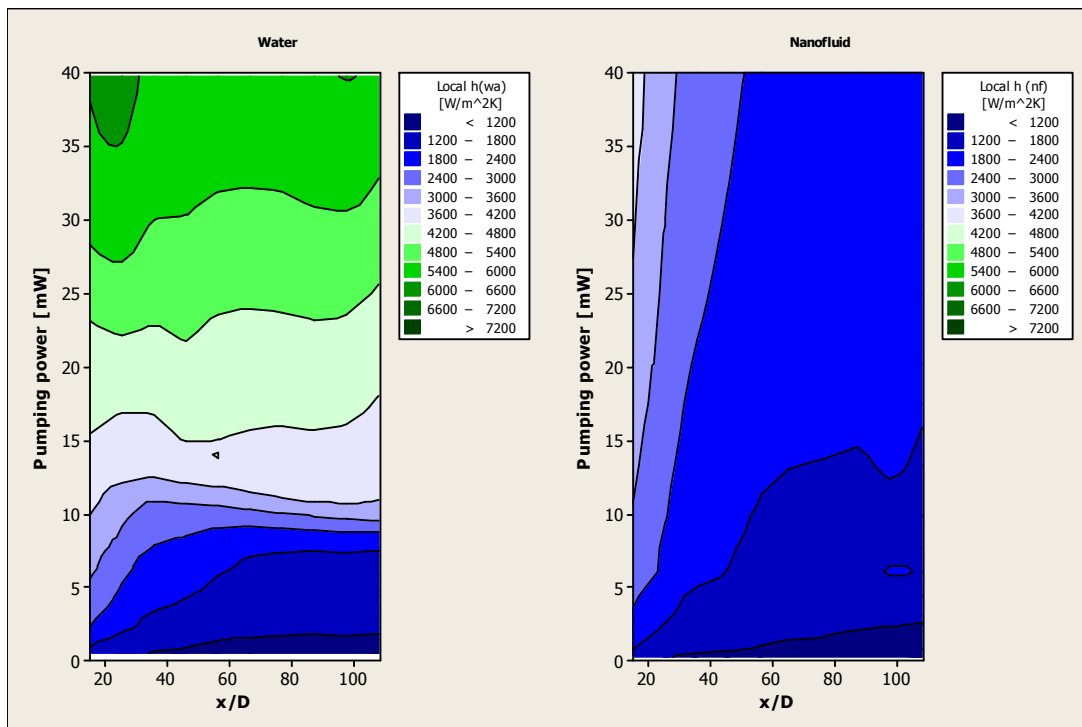 Water
Nanofluid
Pumping power [mW]
40
35
30
25
20
15
10
5
0
20
40
60
80
100
x/D
Local h(wa)
[W/m^2K]
< 1200
1200 – 1800
1800 – 2400
2400 – 3000
3000 – 3600
3600 – 4200
4200 – 4800
4800 – 5400
5400 – 6000
6000 – 6600
6600 – 7200
> 7200
Pumping power [mW]
40
35
30
25
20
15
10
5
0
20
40
60
80
100
x/D
Local h (nf)
[W/m^2K]
< 1200
1200 – 1800
1800 – 2400
2400 – 3000
3000 – 3600
3600 – 4200
4200 – 4800
4800 – 5400
5400 – 6000
6000 – 6600
6600 – 7200
> 7200